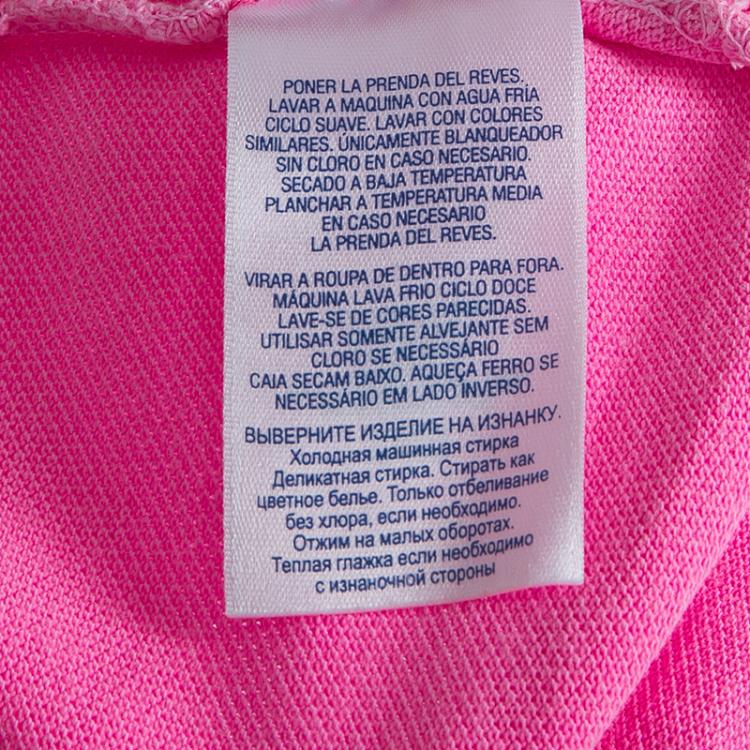 PONER LA PRENDA DEL REVES.
LAVAR A MAQUINA CON AGUA FRÍA
CICLO SUAVE. LAVAR CON COLORES
SIMILARES. ÚNICAMENTE BLANQUEADOR
SIN CLORO EN CASO NECESARIO.
SECADO A BAJA TEMPERATURA
PLANCHAR A TEMPERATURA MEDIA
EN CASO NECESARIO
LA PRENDA DEL REVES.
VIRAR A ROUPA DE DENTRO PARA FORA.
MÁQUINA LAVA FRIO CICLO DOCE
LAVE-SE DE CORES PARECIDAS.
UTILISAR SOMENTE ALVEJANTE SEM
CLORO SE NECESSÁRIO
CAIA SECAM BAIXO. AQUEÇA FERRO SE
NECESSÁRIO EM LADO INVERSO.
ВЫВЕРНИТЕ ИЗДЕЛИЕ НА ИЗНАНКУ.
Холодная машинная стирка
Деликатная стирка. Стирать как
цветное белье. Только отбеливание
без хлора, если необходимо.
Отжим на малых оборотах.
Теплая глажка если необходимо
с изнаночной стороны